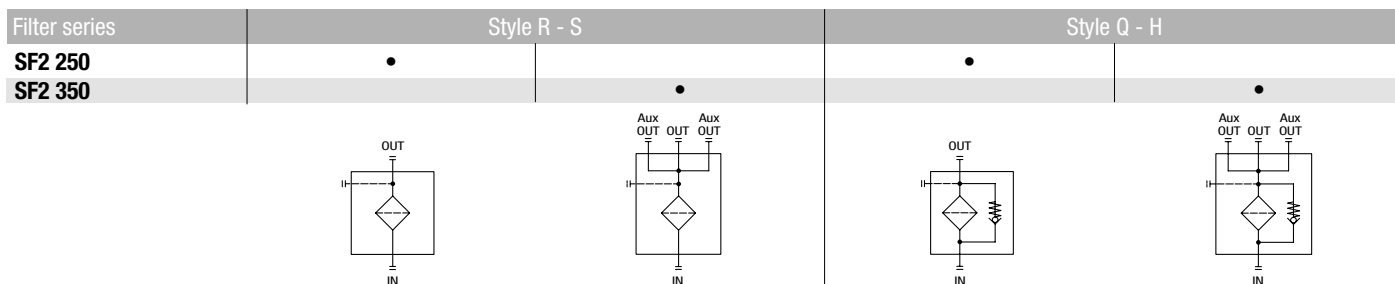 Filter series Style R - S Style Q - H
SF2 250 • •
SF2 350 • •
Aux Aux Aux Aux
OUT OUT OUT OUT OUT OUT
OUT OUT
IN IN IN IN